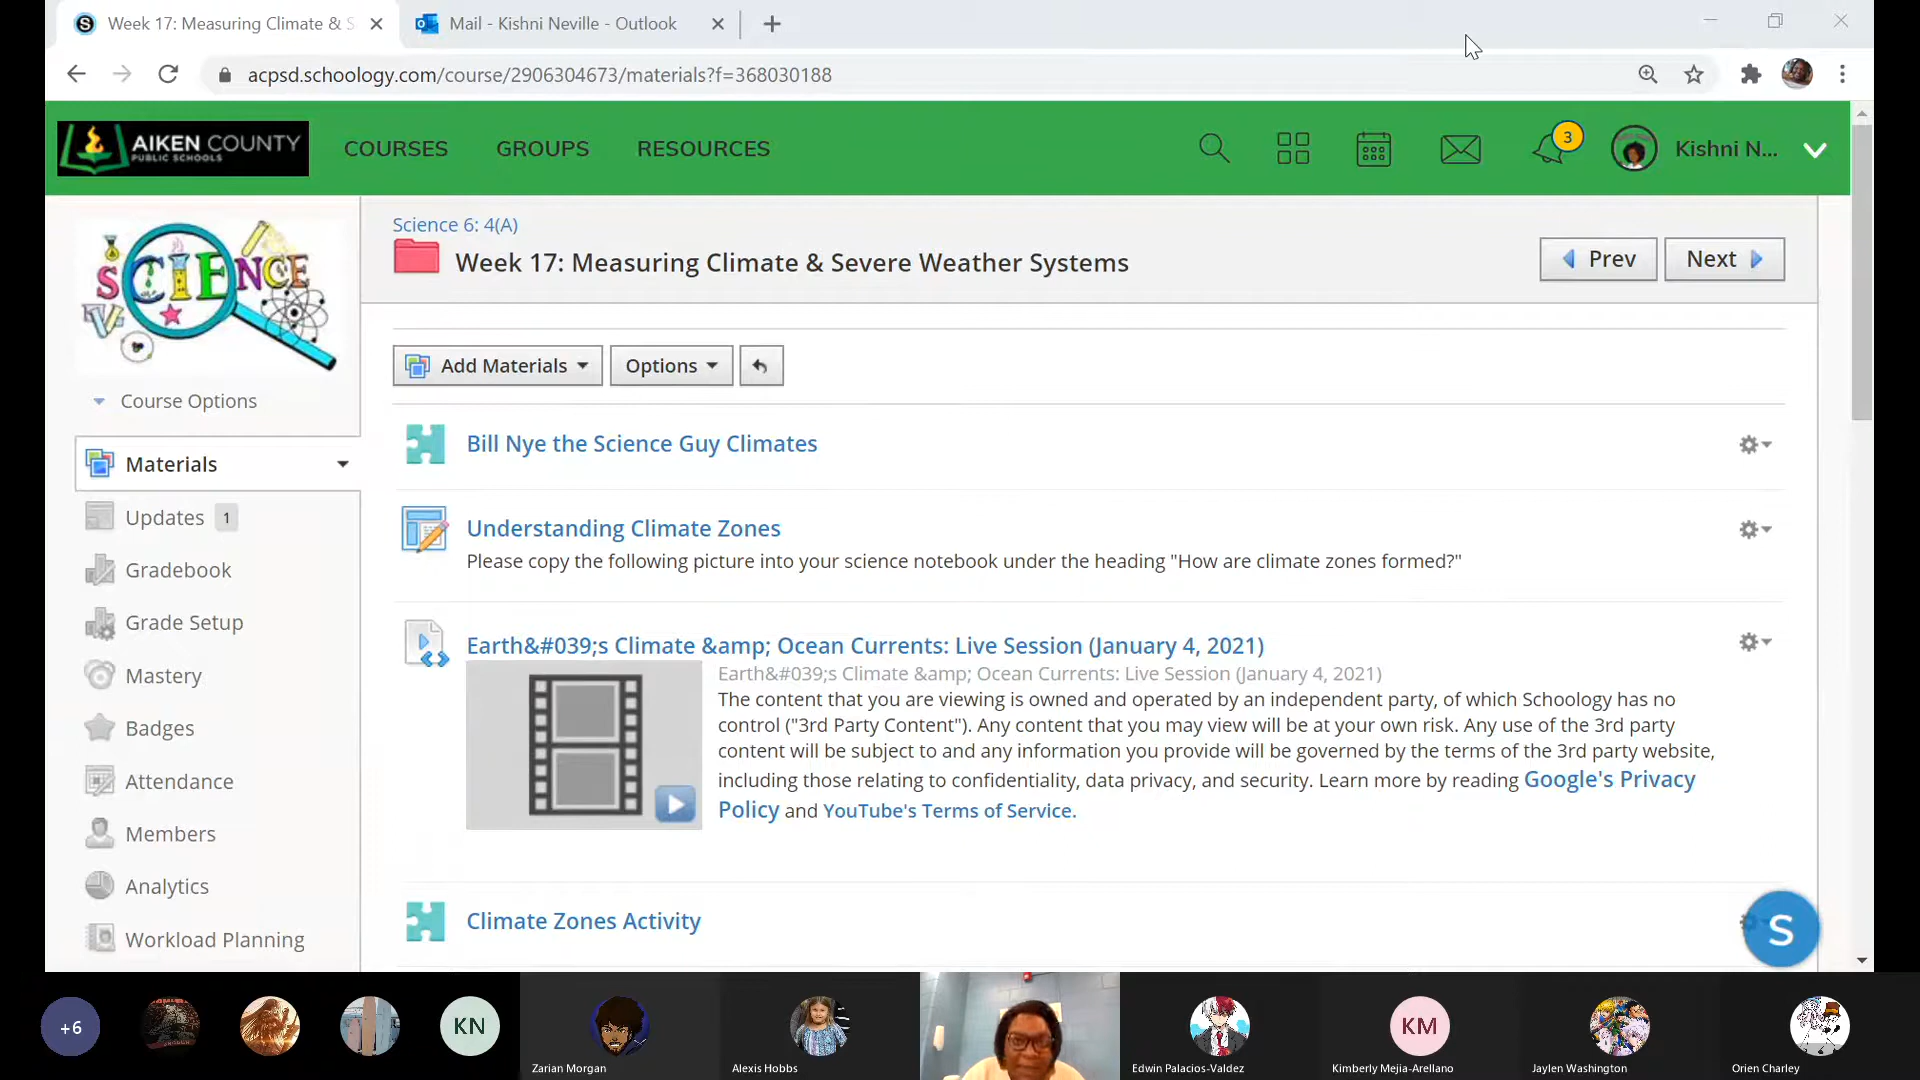 Week 17: Measuring Climate & S
Mail - Kishni Neville - Outlook
acpsd.schoology.com/course/2906304673/materials?f=368030188
AIKEN COUNTY
PUBLIC SCHOOLS
COURSES
GROUPS
RESOURCES
3
Kishni N...
SCIENCE
Science 6: 4(A)
Week 17: Measuring Climate & Severe Weather Systems
Prev
Next
Add Materials
Options
Course Options
Materials
Updates 1
Gradebook
Grade Setup
Mastery
Badges
Attendance
Members
Analytics
Workload Planning
Bill Nye the Science Guy Climates
Understanding Climate Zones
Please copy the following picture into your science notebook under the heading "How are climate zones formed?"
Earth&#039;s Climate &amp; Ocean Currents: Live Session (January 4, 2021)
Earth&#039;s Climate &amp; Ocean Currents: Live Session (January 4, 2021)
The content that you are viewing is owned and operated by an independent party, of which Schoology has no
control ("3rd Party Content"). Any content that you may view will be at your own risk. Any use of the 3rd party
content will be subject to and any information you provide will be governed by the terms of the 3rd party website,
including those relating to confidentiality, data privacy, and security. Learn more by reading Google's Privacy
Policy and YouTube's Terms of Service.
Climate Zones Activity
S
+6
KN
Zarian Morgan
Alexis Hobbs
Edwin Palacios-Valdez
KM
Kimberly Mejia-Arellano
Jaylen Washington
Orien Charley